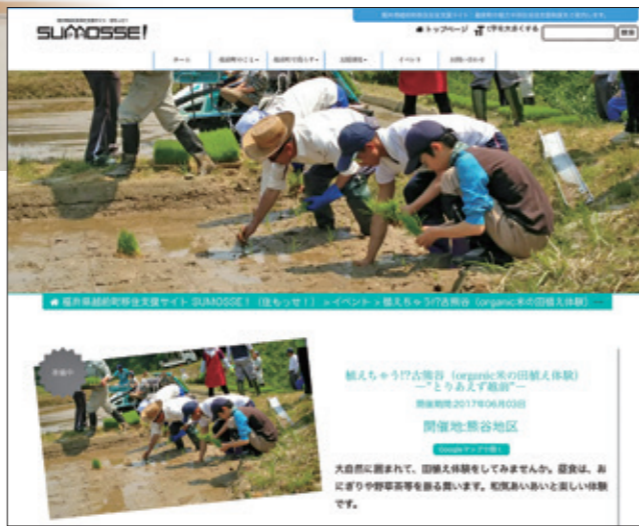 SUMOSSE!
トップページ 文字を大きくする 検索
ホーム 越前町のこと 越前町で暮らす 支援制度 イベント お問い合わせ
福井県越前町移住支援サイト SUMOSSE!(住もっせ!) » イベント » 植えちゃう!?古熊谷(organic米の田植え体験)
植えちゃう!?古熊谷(organic米の田植え体験)
―"とりあえず越前"―
開催期間:2017年06月03日
開催地:熊谷地区
Googleマップで開く
大自然に囲まれて、田植え体験をしてみませんか。昼食は、お
にぎりや野草茶等を振る舞います。和気あいあいと楽しい体験
です。